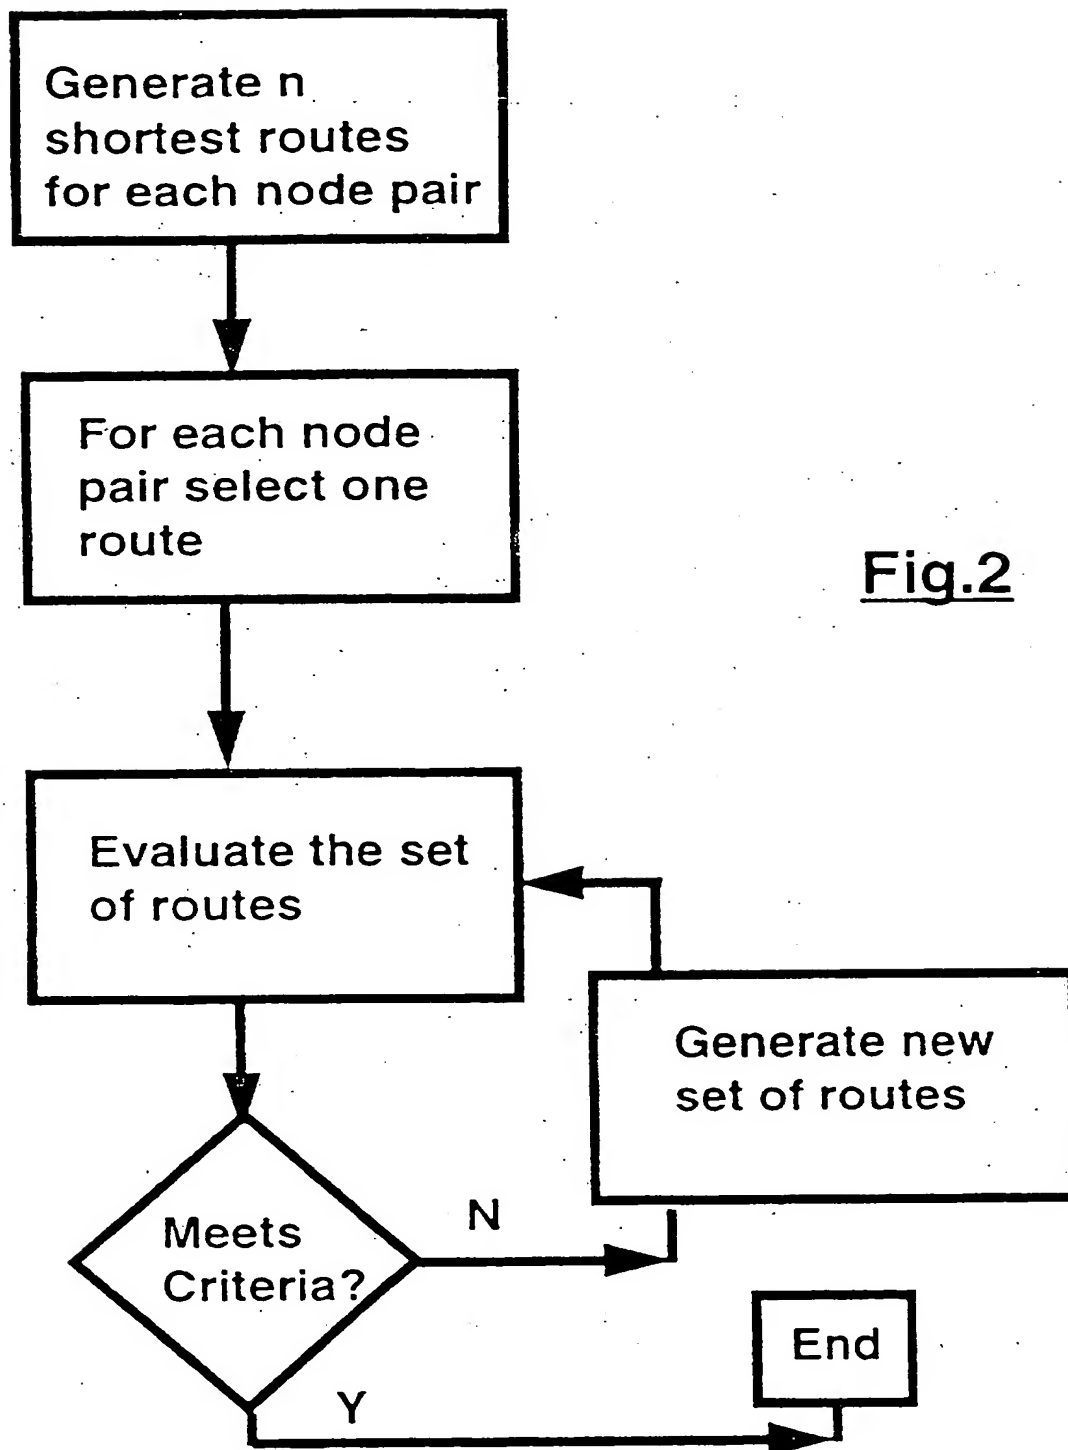 Generate n
shortest routes
for each node pair
For each node
pair select one
route
Fig.2
Evaluate the set
of routes
Generate new
set of routes
Meets
Criteria?
N
End
Y